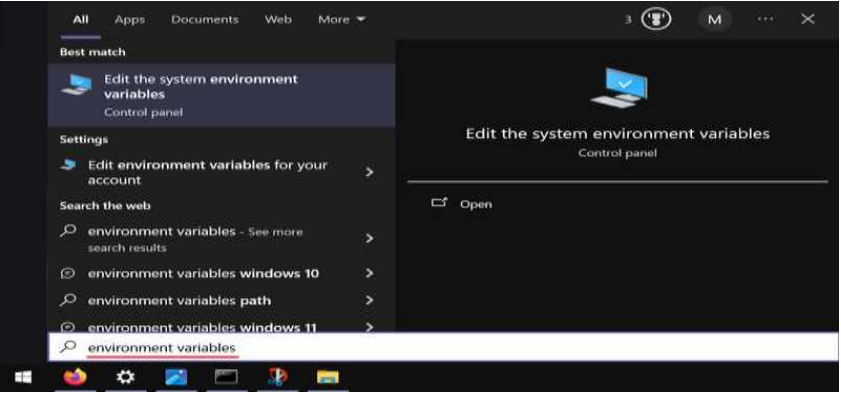 All Apps Documents Web More 3 M ...
Best match
Edit the system environment
variables
Control panel
Settings
Edit environment variables for your
account
Search the web
environment variables - See more
search results
environment variables windows 10
environment variables path
environment variables windows 11
environment variables
Edit the system environment variables
Control panel
Open